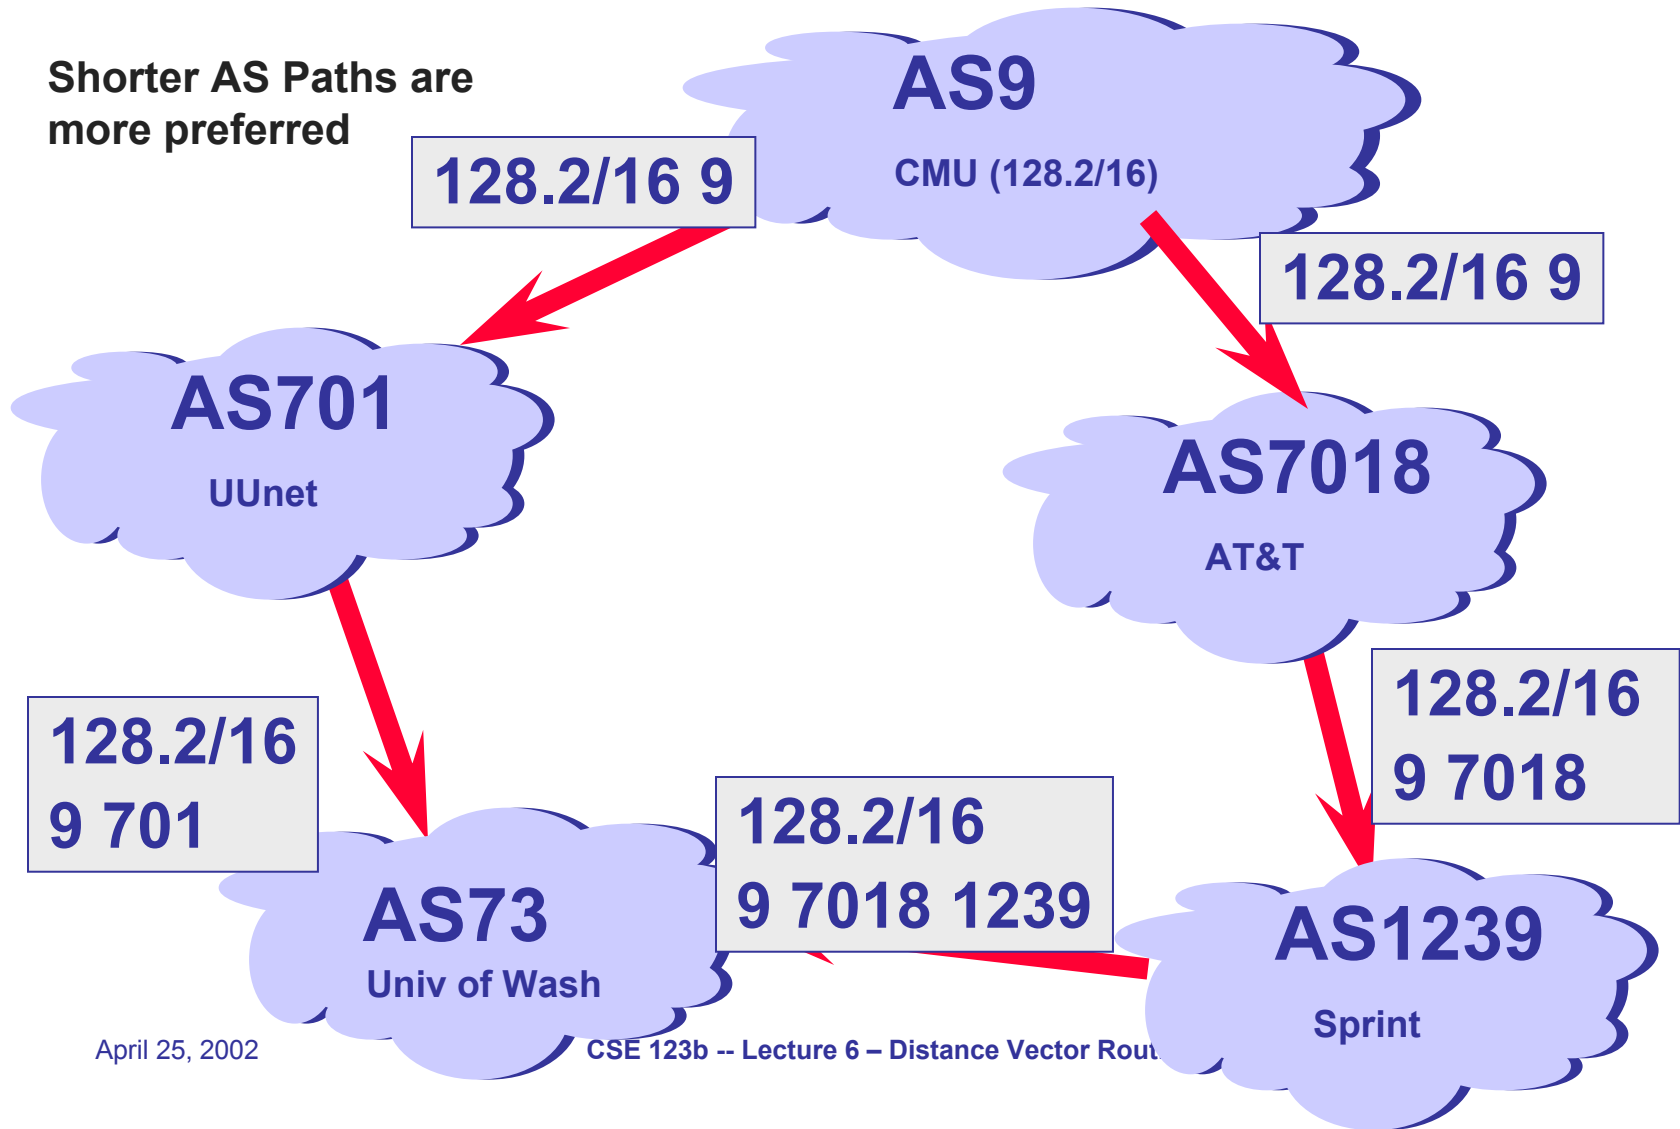 Shorter AS Paths are
more preferred
AS9
CMU (128.2/16)
128.2/16 9
128.2/16 9
AS701
UUnet
AS7018
AT&T
128.2/16
9 701
128.2/16
9 7018
128.2/16
9 7018 1239
AS73
Univ of Wash
AS1239
Sprint
April 25, 2002
CSE 123b -- Lecture 6 – Distance Vector Rout